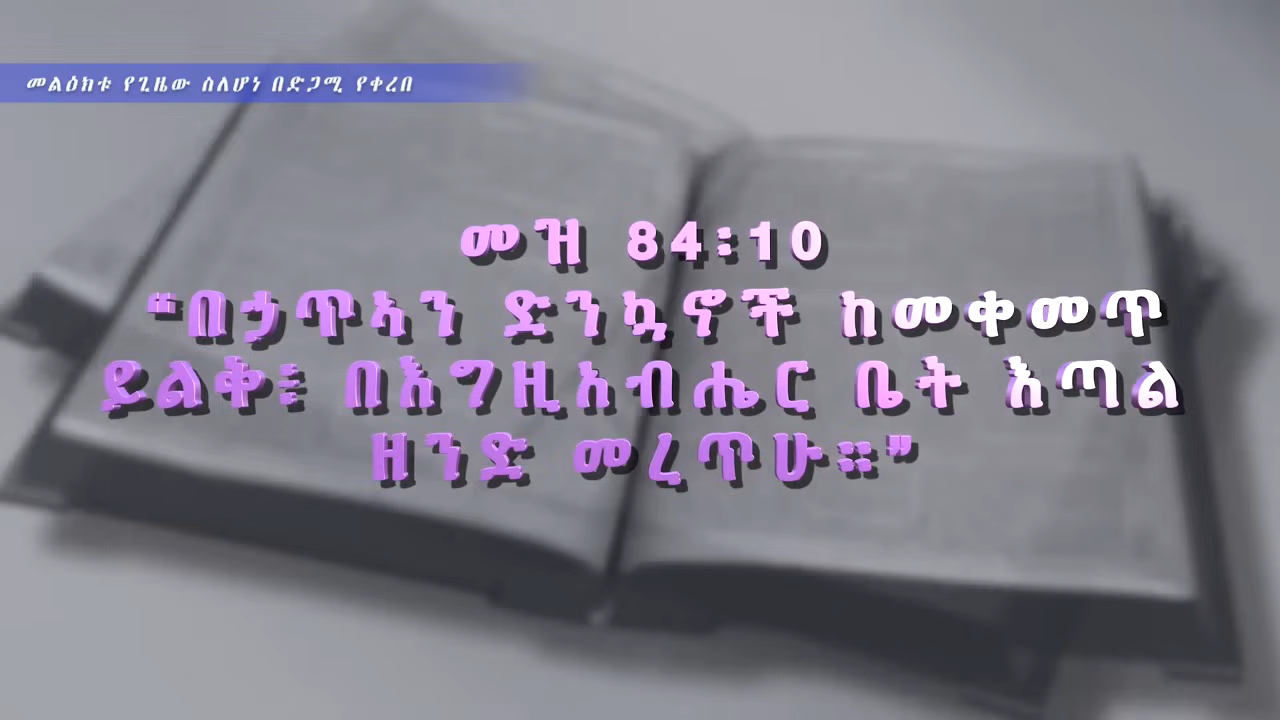 መልዕክቱ የጊዜው ስለሆነ በድጋሚ የቀረበ
መዝ 84፥10
“በኃጥኣን ድንኳኖች ከመቀመጥ
ይልቅ፤ በእግዚአብሔር ቤት እጣል
ዘንድ መረጥሁ።”